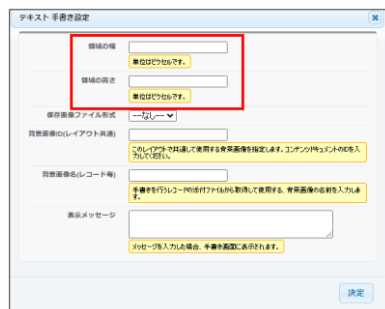 テキスト 手書き設定
領域の幅
単位はピクセルです。
領域の高さ
単位はピクセルです。
保存画像ファイル形式
--なし--
背景画像ID(レイアウト共通)
このレイアウトで共通して使用する背景画像を指定します。コンテンツドキュメントのIDを入
力してください。
背景画像名(レコード毎)
手書きを行うレコードの添付ファイルから取得して使用する、背景画像の名前を入力しま
す。
表示メッセージ
メッセージを入力した場合、手書き画面に表示されます。
決定